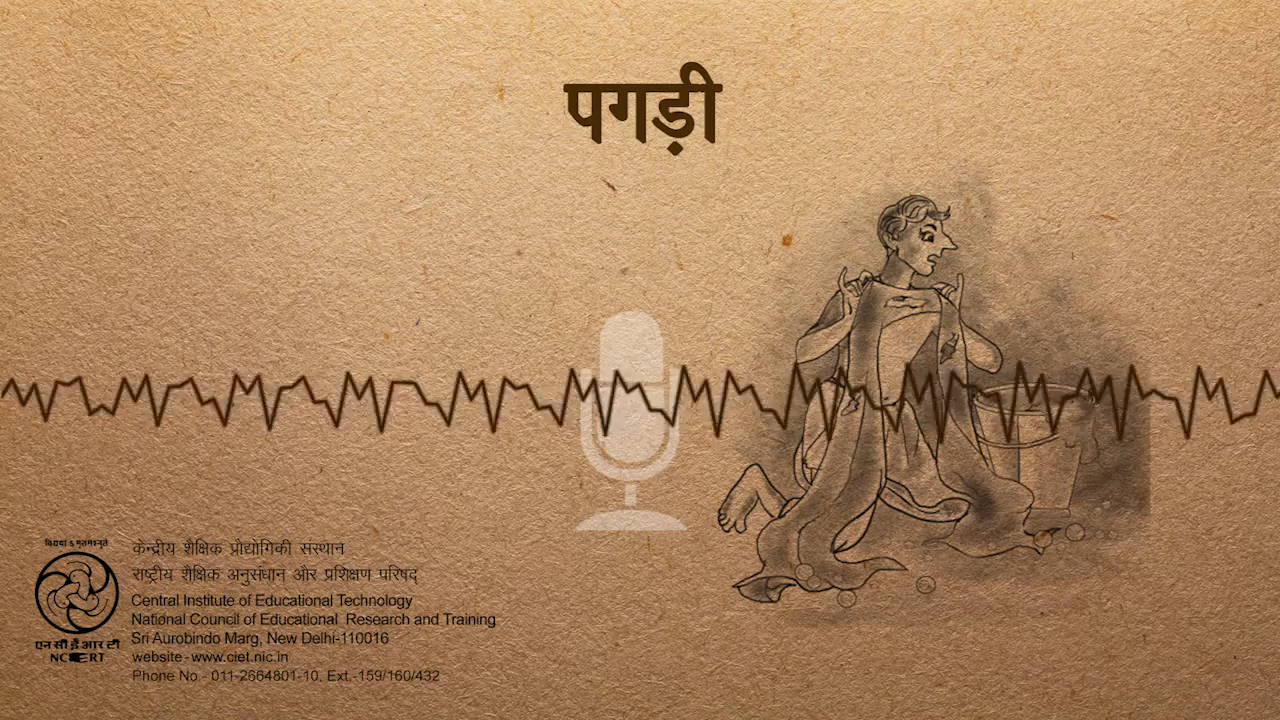 पगड़ी
विद्यया ऽ मृतमश्नुते
एन सी ई आर टी
NCERT
केन्द्रीय शैक्षिक प्रौद्योगिकी संस्थान
राष्ट्रीय शैक्षिक अनुसंधान और प्रशिक्षण परिषद्
Central Institute of Educational Technology
National Council of Educational Research and Training
Sri Aurobindo Marg, New Delhi-110016
website - www.ciet.nic.in
Phone No.- 011-2664801-10, Ext.-159/160/432